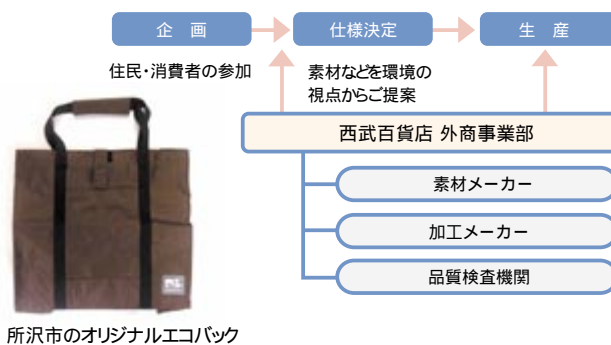 企 画
仕様決定
生 産
住民・消費者の参加
素材などを環境の
視点からご提案
西武百貨店 外商事業部
素材メーカー
加工メーカー
品質検査機関
所沢市のオリジナルエコバック